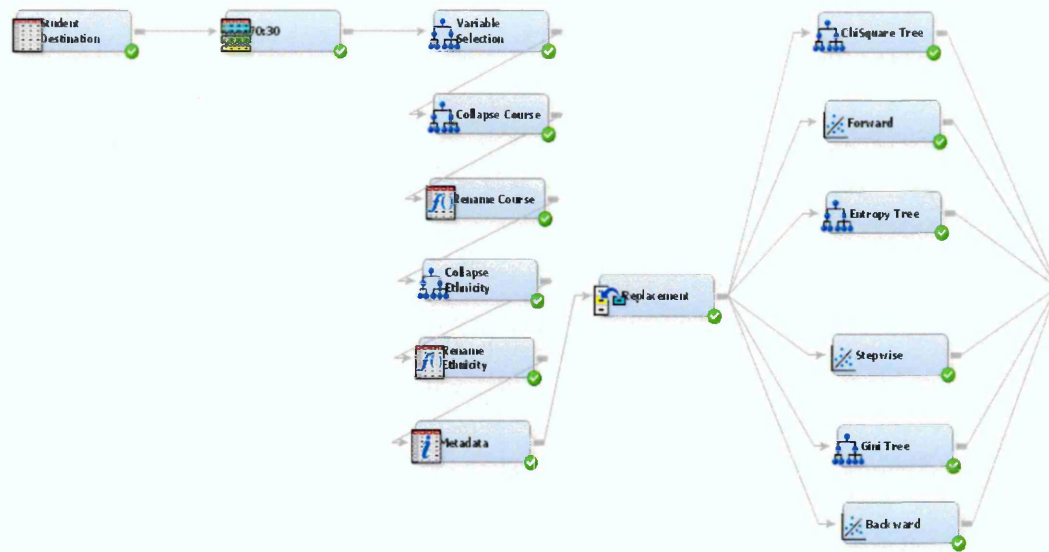 Student
Destination
70:30
Variable
Selection
Collapse Course
Rename Course
Collapse
Ethnicity
Rename
Ethnicity
Metadata
Replacement
ChiSquare Tree
Forward
Entropy Tree
Stepwise
Gini Tree
Backward